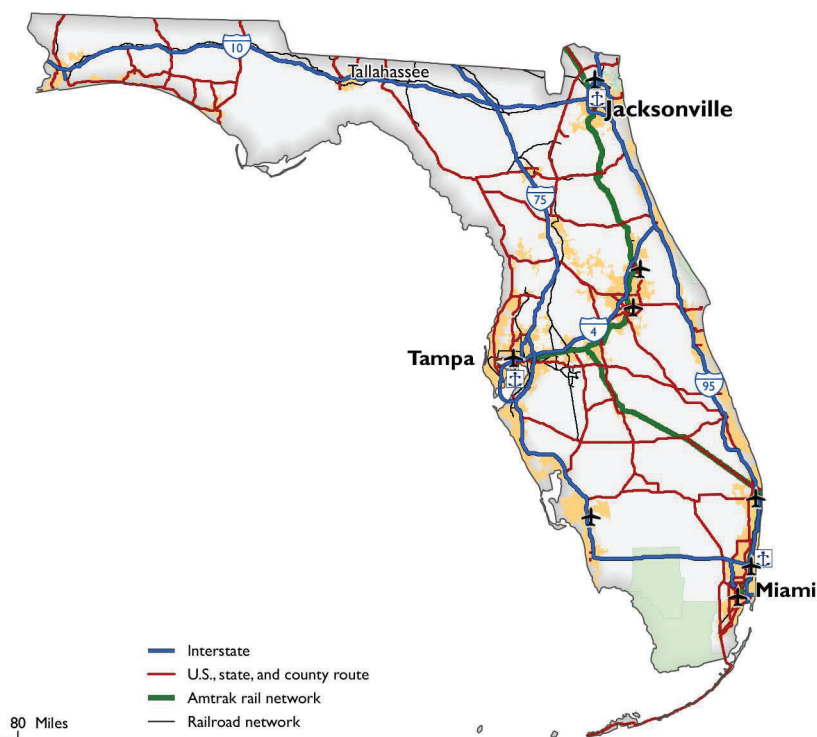 10
Tallahassee
Jacksonville
75
4
Tampa
95
Miami
Interstate
U.S., state, and county route
Amtrak rail network
80 Miles
Railroad network